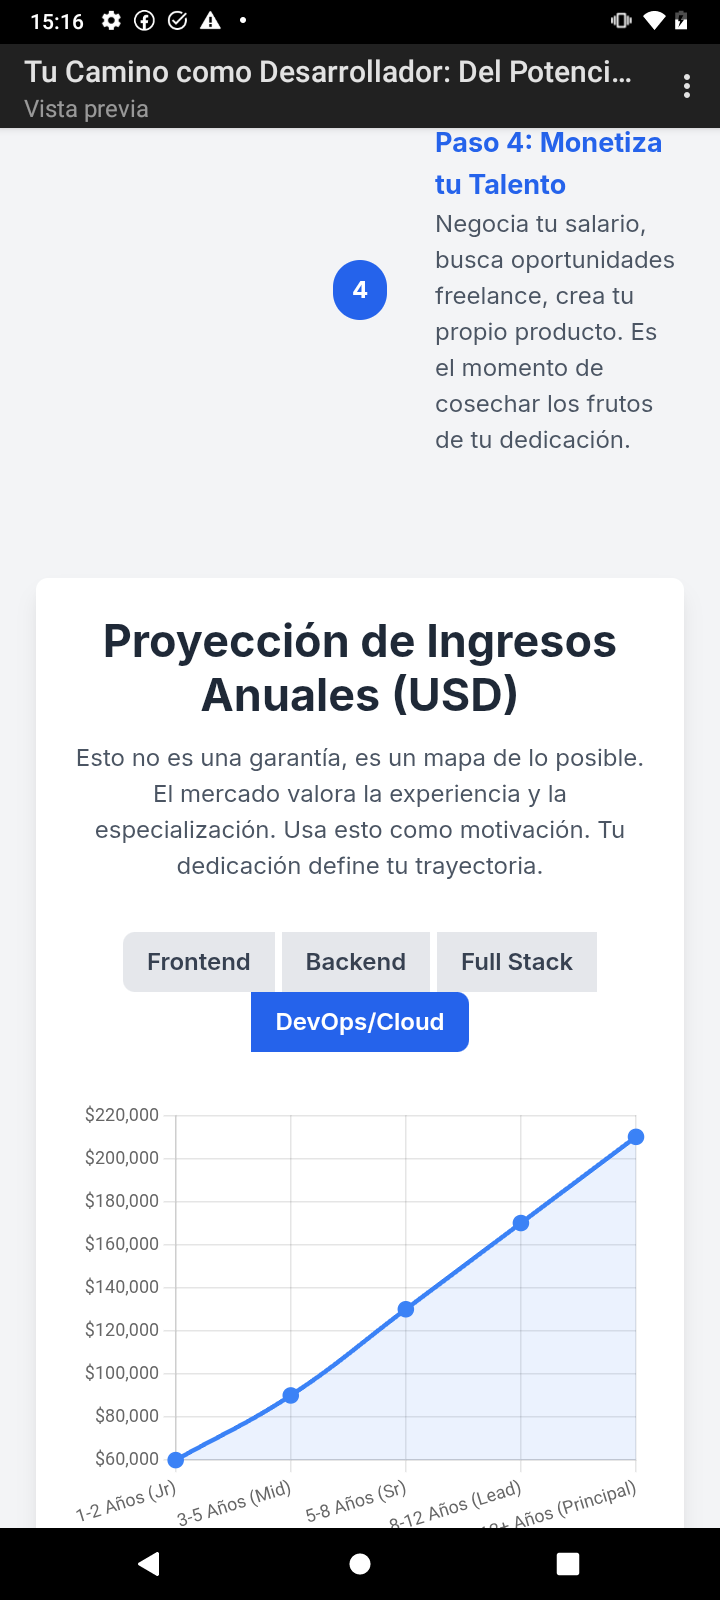 15:16
Tu Camino como Desarrollador: Del Potenci...
Vista previa
Paso 4: Monetiza
tu Talento
4
Negocia tu salario,
busca oportunidades
freelance, crea tu
propio producto. Es
el momento de
cosechar los frutos
de tu dedicación.
Proyección de Ingresos
Anuales (USD)
Esto no es una garantía, es un mapa de lo posible.
El mercado valora la experiencia y la
especialización. Usa esto como motivación. Tu
dedicación define tu trayectoria.
Frontend
Backend
Full Stack
DevOps/Cloud
$220,000
$200,000
$180,000
$160,000
$140,000
$120,000
$100,000
$80,000
$60,000
1-2 Años (Jr)
3-5 Años (Mid)
5-8 Años (Sr)
8-12 Años (Lead)
Años (Principal)